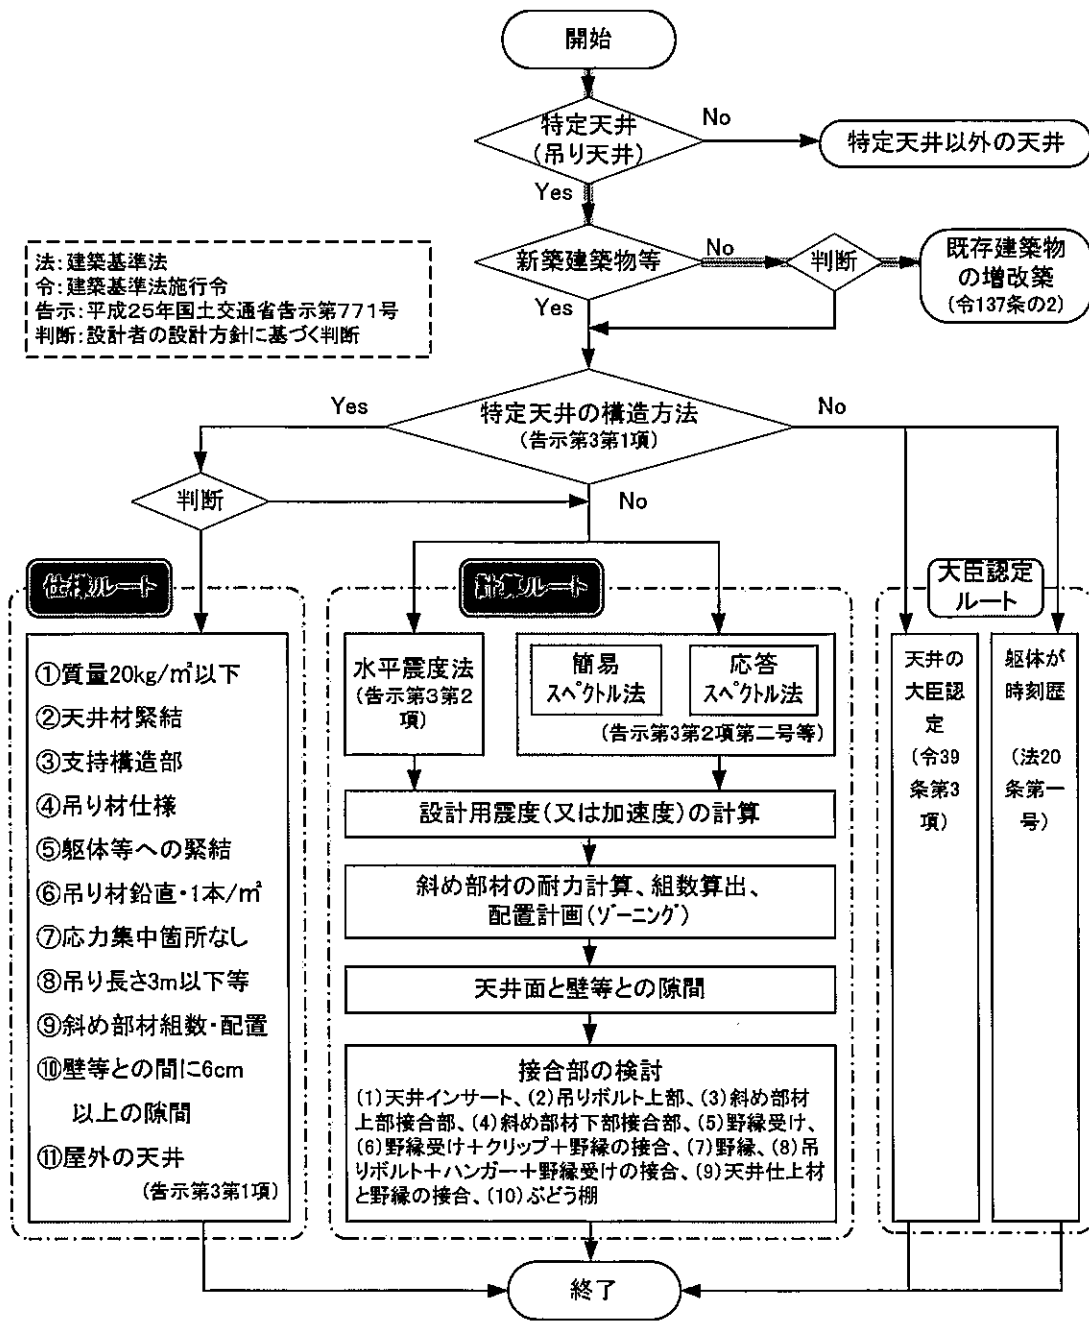 開始
特定天井
(吊り天井)
No
特定天井以外の天井
Yes
新築建築物等
No
判断
既存建築物
の増改築
(令137条の2)
Yes
法:建築基準法
令:建築基準法施行令
告示:平成25年国土交通省告示第771号
判断:設計者の設計方針に基づく判断
Yes
特定天井の構造方法
(告示第3第1項)
No
判断
No
仕様ルート
①質量20kg/㎡以下
②天井材緊結
③支持構造部
④吊り材仕様
⑤躯体等への緊結
⑥吊り材鉛直・1本/㎡
⑦応力集中箇所なし
⑧吊り長さ3m以下等
⑨斜め部材組数・配置
⑩壁等との間に6cm
以上の隙間
⑪屋外の天井
(告示第3第1項)
計算ルート
水平震度法
(告示第3第2
項)
簡易
スペクトル法
応答
スペクトル法
(告示第3第2項第二号等)
設計用震度(又は加速度)の計算
斜め部材の耐力計算、組数算出、
配置計画(ゾーニング)
天井面と壁等との隙間
接合部の検討
(1)天井インサート、(2)吊りボルト上部、(3)斜め部材
上部接合部、(4)斜め部材下部接合部、(5)野縁受け、
(6)野縁受け+クリップ+野縁の接合、(7)野縁、(8)吊
りボルト+ハンガー+野縁受けの接合、(9)天井仕上材
と野縁の接合、(10)ぶどう棚
大臣認定
ルート
天井の
大臣認
定
(令39
条第3
項)
躯体が
時刻歴
(法20
条第一
号)
終了